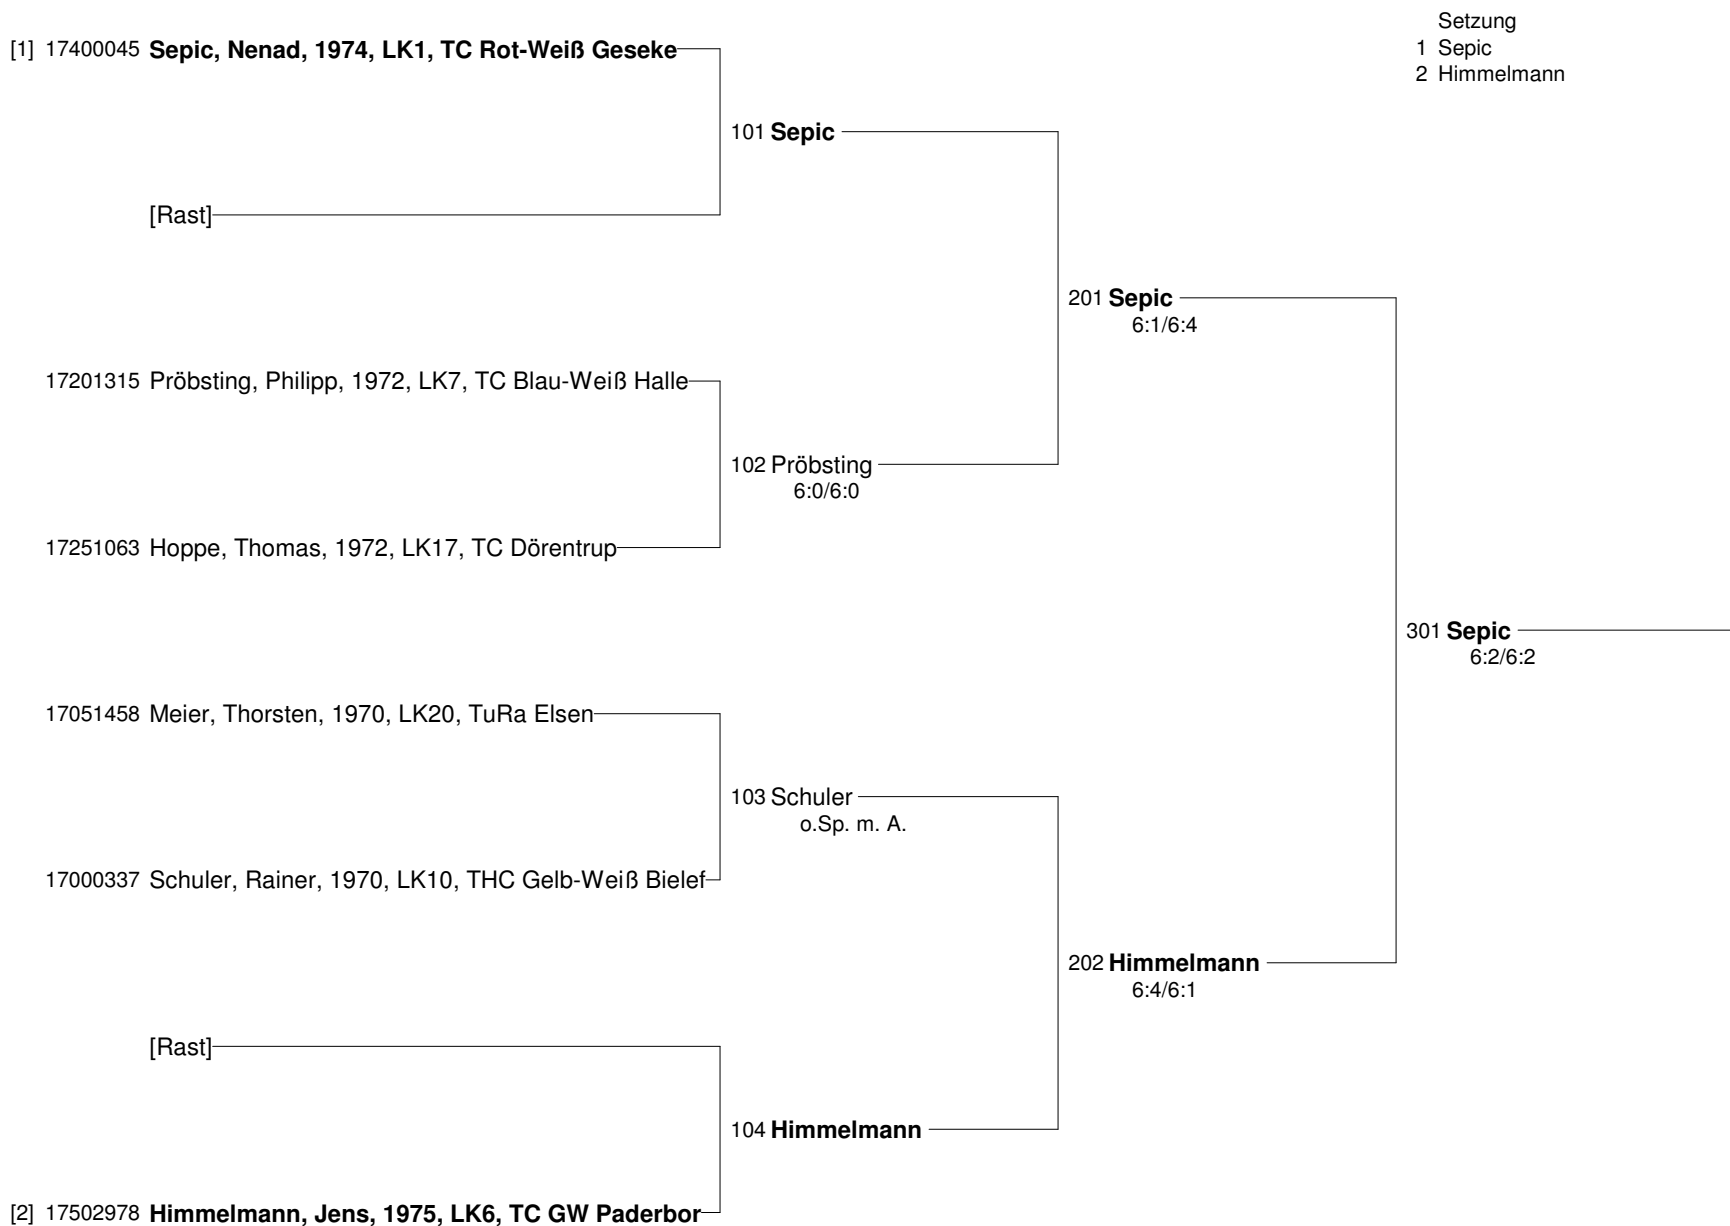 Setzung
1 Sepic
2 Himmelmann
[1] 17400045 Sepic, Nenad, 1974, LK1, TC Rot-Weiß Geseke
101 Sepic
[Rast]
201 Sepic
6:1/6:4
17201315 Pröbsting, Philipp, 1972, LK7, TC Blau-Weiß Halle
102 Pröbsting
6:0/6:0
17251063 Hoppe, Thomas, 1972, LK17, TC Dörentrup
301 Sepic
6:2/6:2
17051458 Meier, Thorsten, 1970, LK20, TuRa Elsen
103 Schuler
o.Sp. m. A.
17000337 Schuler, Rainer, 1970, LK10, THC Gelb-Weiß Bielef
202 Himmelmann
6:4/6:1
[Rast]
104 Himmelmann
[2] 17502978 Himmelmann, Jens, 1975, LK6, TC GW Paderbor